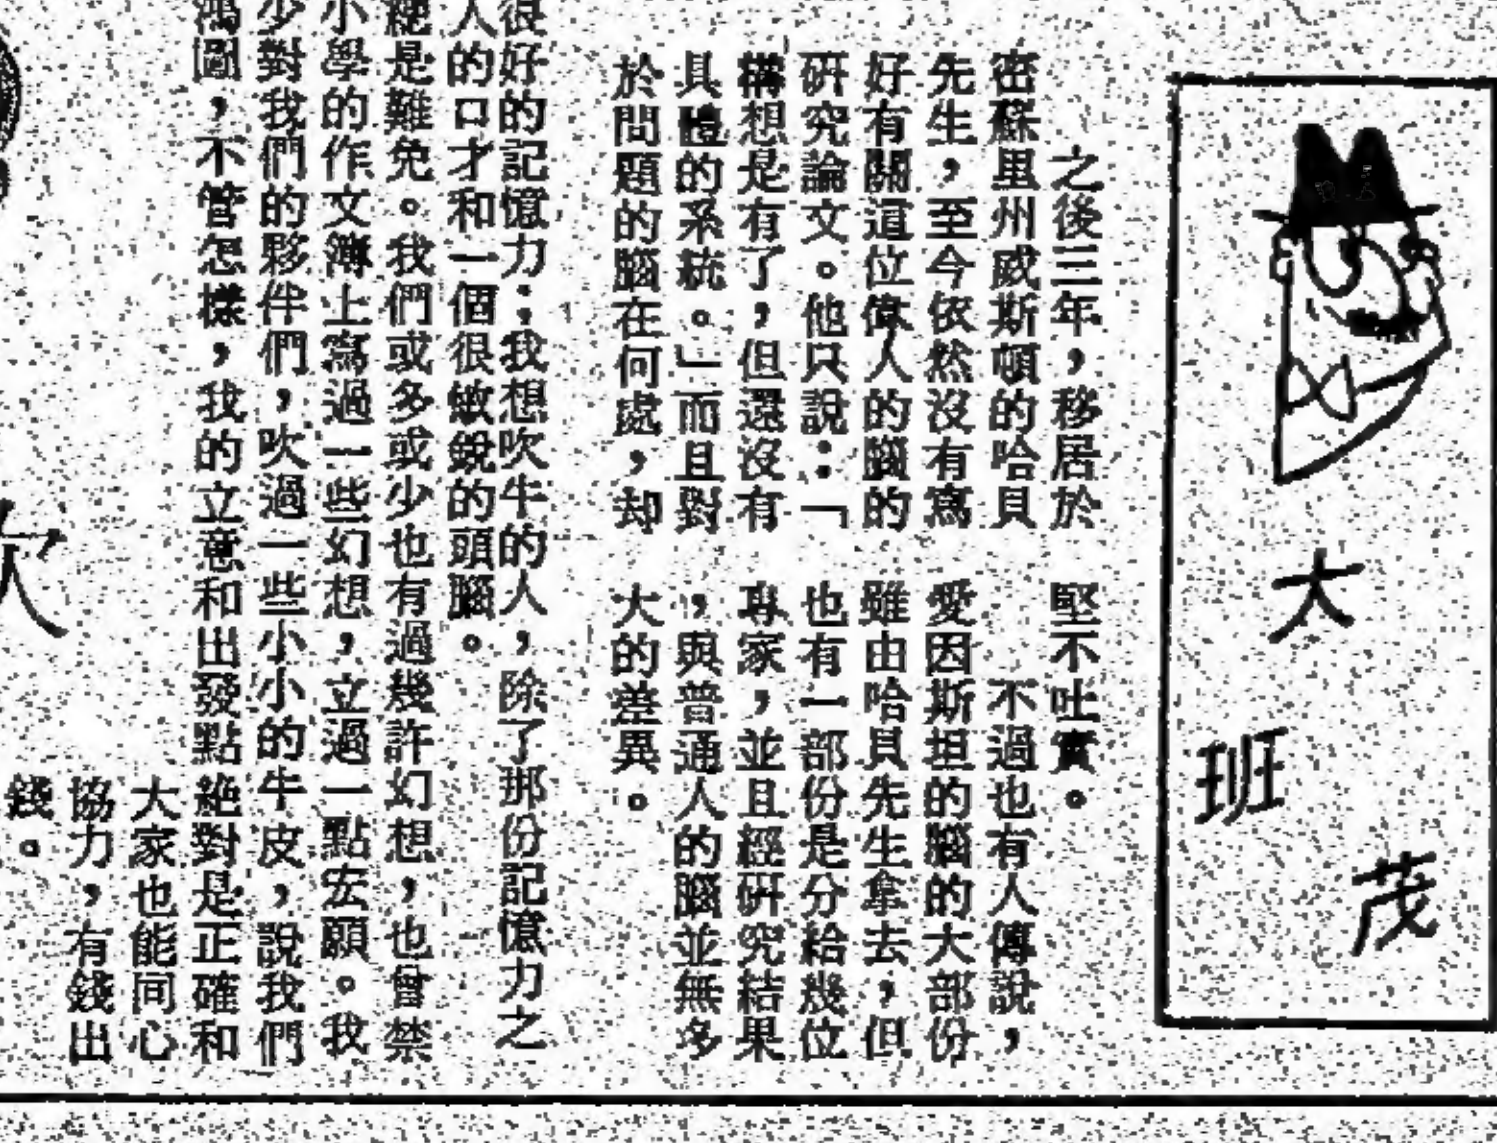 大班茂
之後三年，移居於
密蘇里州威斯頓的哈貝
先生，至今依然沒有寫
好有關這位偉人的腦的
研究論文。他只說：「
構想是有了，但還沒有
具體的系統。」而且對
於問題的腦在何處，却
堅不吐實。
不過也有人傳說，
愛因斯坦的腦的大部份
雖由哈貝先生拿去，但
也有一部份是分給幾位
專家，並且經研究結果
，與普通人的腦並無多
大的差異。
很好的記憶力；我想吹牛的人，除了那份記憶力之
人的口才和一個很敏銳的頭腦。
總是難免。我們或多或少也有過幾許幻想，也曾禁
小學的作文簿上寫過一些幻想，立過一點宏願。我
少對我們的夥伴們，吹過一些小小的牛皮，說我們
鴻圖，不管怎樣，我的立意和出發點絕對是正確和
大家也能同心
協力，有錢出
錢。